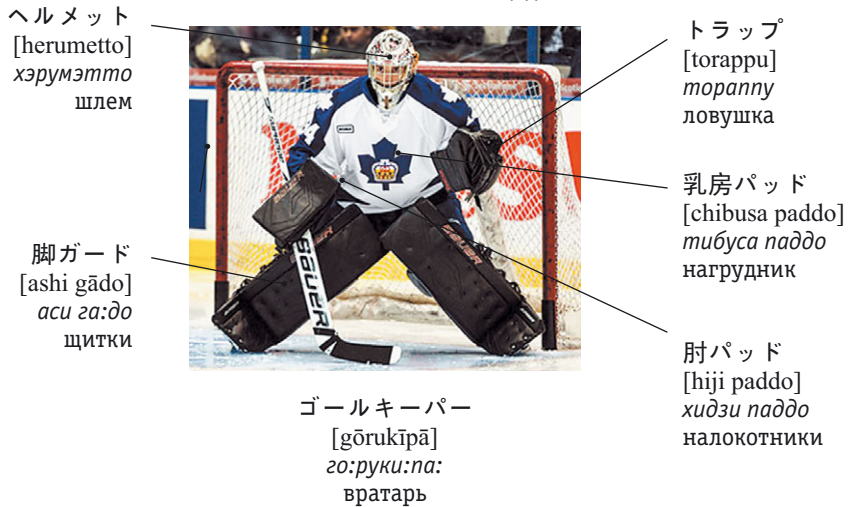 ヘルメット
[herumetto]
хэрумэтто
шлем
トラップ
[torappu]
тораппу
ловушка
乳房パッド
[chibusa paddo]
тибуса паддо
нагрудник
脚ガード
[ashi gādo]
аси га:до
щитки
肘パッド
[hiji paddo]
хидзи паддо
налокотники
BAUER
ゴールキーパー
[gōrukīpā]
го:руки:па:
вратарь